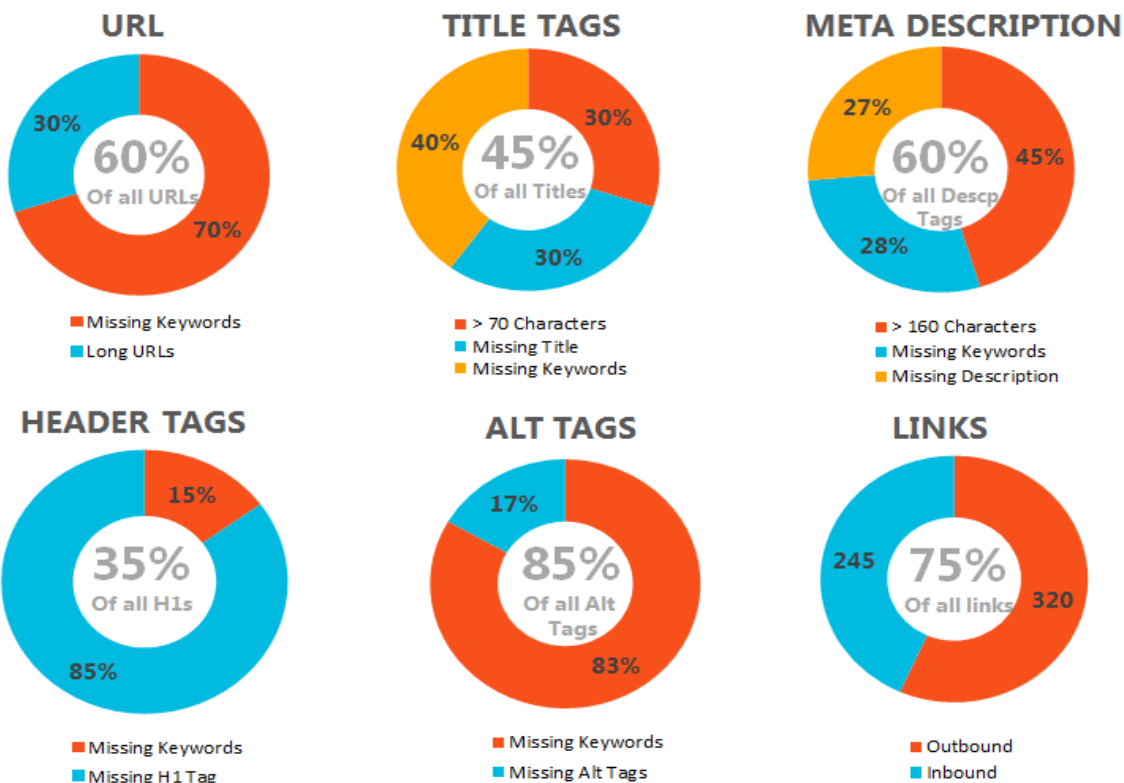 URL
30%
60%
Of all URLs
70%
Missing Keywords
Long URLs
TITLE TAGS
30%
40%
45%
Of all Titles
30%
> 70 Characters
Missing Title
Missing Keywords
META DESCRIPTION
27%
60%
45%
Of all Descp
Tags
28%
> 160 Characters
Missing Keywords
Missing Description
HEADER TAGS
15%
35%
Of all H1s
85%
Missing Keywords
Missing H1 Tag
ALT TAGS
17%
85%
Of all Alt
Tags
83%
Missing Keywords
Missing Alt Tags
LINKS
245
75%
Of all links
320
Outbound
Inbound